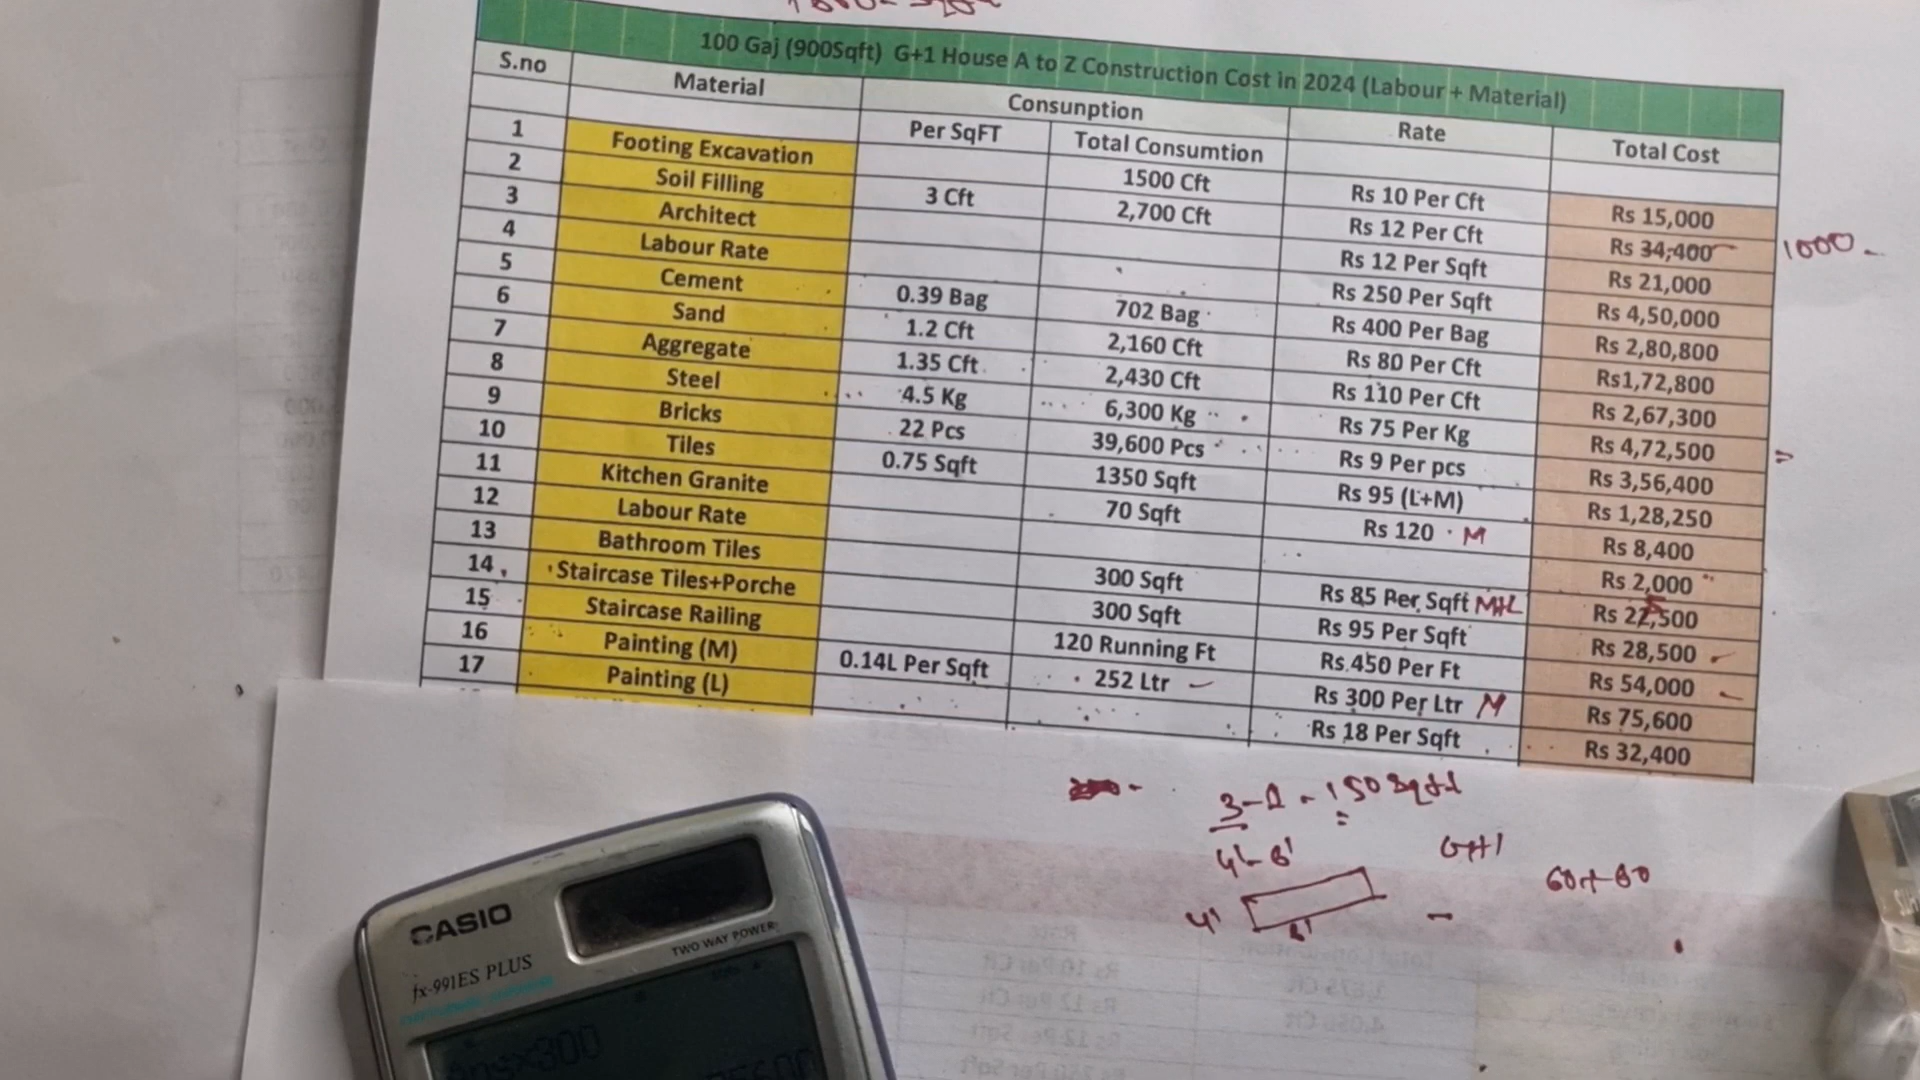 100 Gaj (900Sqft) G+1 House A to Z Construction Cost in 2024 (Labour + Material)
S.no Material Consunption Rate Total Cost
Per SqFT Total Consumtion
1 Footing Excavation 1500 Cft Rs 10 Per Cft Rs 15,000
2 Soil Filling 3 Cft 2,700 Cft Rs 12 Per Cft Rs 34,400 1000
3 Architect Rs 12 Per Sqft Rs 21,000
4 Labour Rate Rs 250 Per Sqft Rs 4,50,000
5 Cement 0.39 Bag 702 Bag Rs 400 Per Bag Rs 2,80,800
6 Sand 1.2 Cft 2,160 Cft Rs 80 Per Cft Rs1,72,800
7 Aggregate 1.35 Cft 2,430 Cft Rs 110 Per Cft Rs 2,67,300
8 Steel 4.5 Kg 6,300 Kg Rs 75 Per Kg Rs 4,72,500
9 Bricks 22 Pcs 39,600 Pcs Rs 9 Per pcs Rs 3,56,400
10 Tiles 0.75 Sqft 1350 Sqft Rs 95 (L+M) Rs 1,28,250
11 Kitchen Granite 70 Sqft Rs 120 M Rs 8,400
12 Labour Rate Rs 2,000
13 Bathroom Tiles 300 Sqft Rs 85 Per Sqft M+L Rs 25,500
14 Staircase Tiles+Porche 300 Sqft Rs 95 Per Sqft Rs 28,500
15 Staircase Railing 120 Running Ft Rs 450 Per Ft Rs 54,000
16 Painting (M) 0.14L Per Sqft 252 Ltr Rs 300 Per Ltr M Rs 75,600
17 Painting (L) Rs 18 Per Sqft Rs 32,400
G+1
4'
CASIO
TWO WAY POWER
fx-991ES PLUS
Ans×300